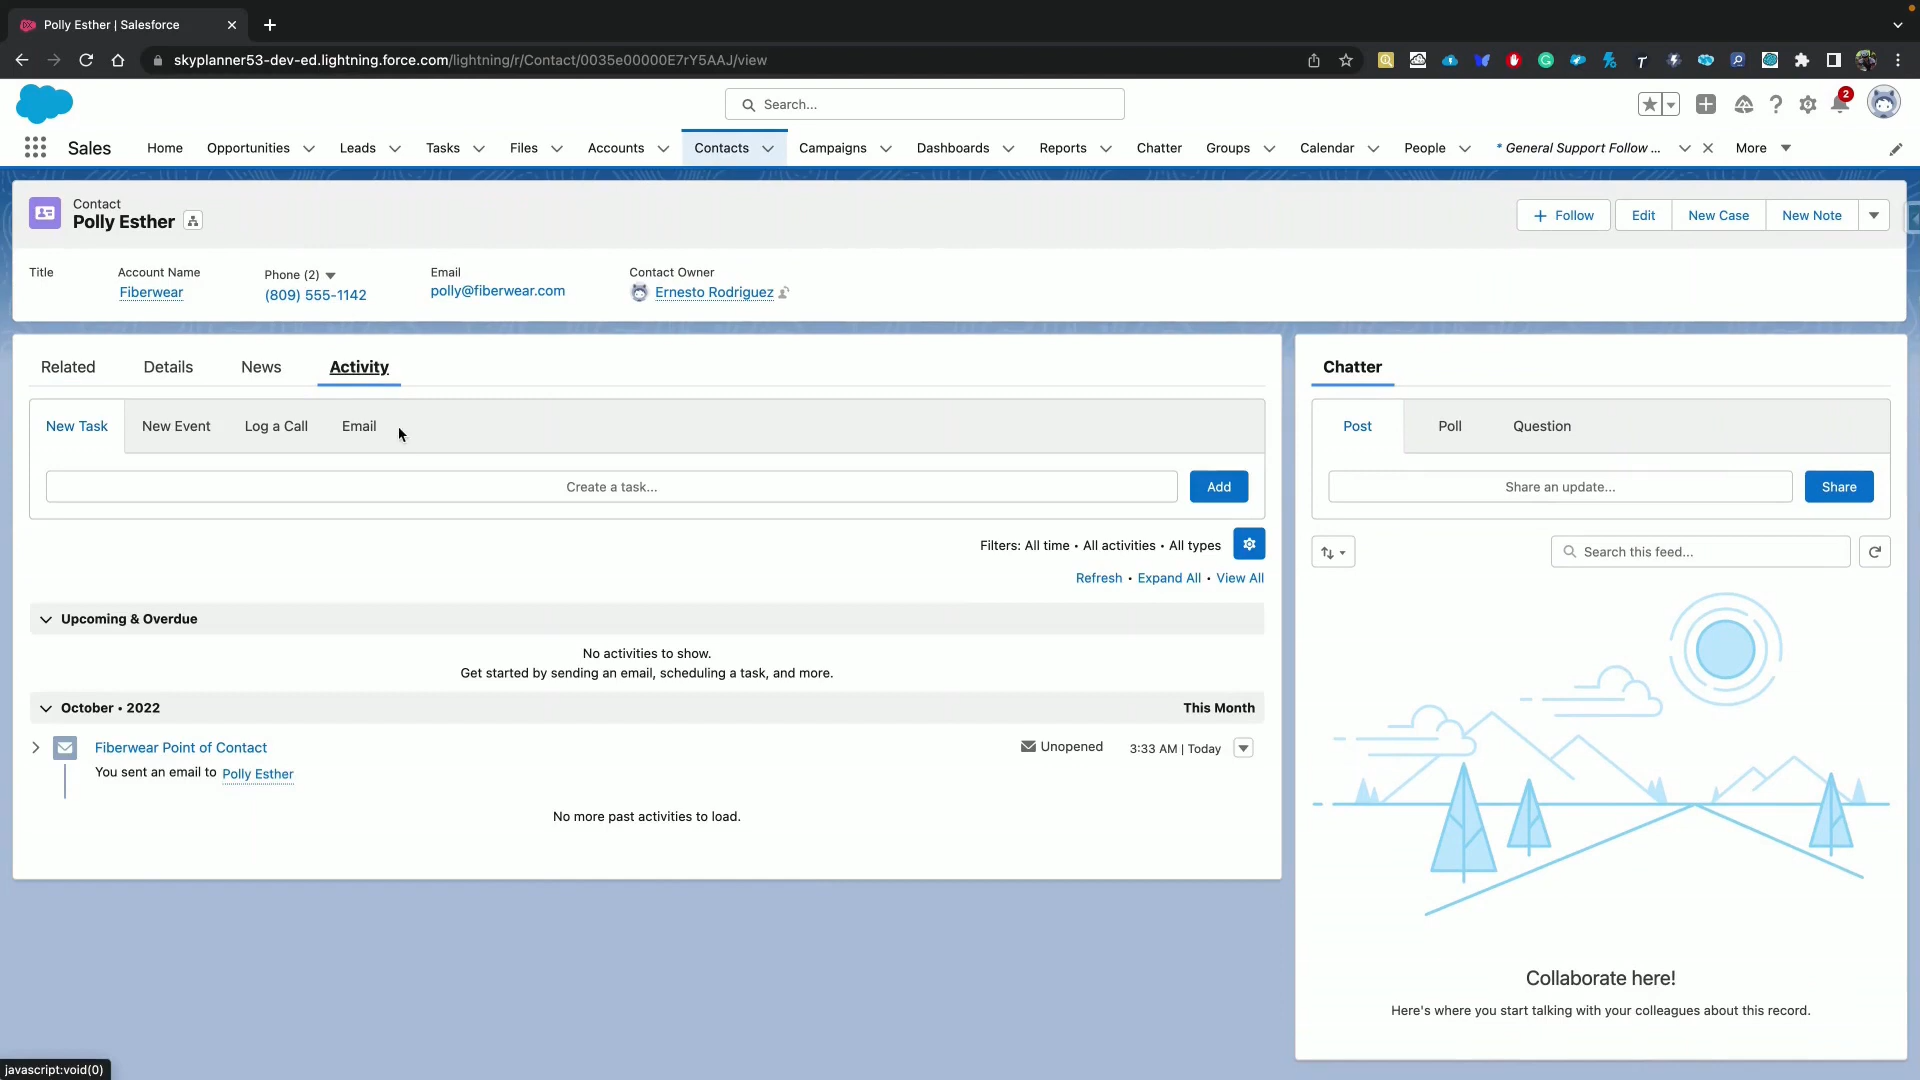 Polly Esther | Salesforce
skyplanner53-dev-ed.lightning.force.com/lightning/r/Contact/0035e00000E7rY5AAJ/view
Search...
2
Sales
Home
Opportunities
Leads
Tasks
Files
Accounts
Contacts
Campaigns
Dashboards
Reports
Chatter
Groups
Calendar
People
* General Support Follow ...
More
Contact
Polly Esther
Follow
Edit
New Case
New Note
Title
Account Name
Fiberwear
Phone (2)
(809) 555-1142
Email
polly@fiberwear.com
Contact Owner
Ernesto Rodriguez
Related
Details
News
Activity
New Task
New Event
Log a Call
Email
Create a task...
Add
Filters: All time • All activities • All types
Refresh • Expand All • View All
Upcoming & Overdue
No activities to show.
Get started by sending an email, scheduling a task, and more.
October • 2022
This Month
Fiberwear Point of Contact
Unopened
3:33 AM | Today
You sent an email to Polly Esther
No more past activities to load.
Chatter
Post
Poll
Question
Share an update...
Share
Search this feed...
Collaborate here!
Here's where you start talking with your colleagues about this record.
javascript:void(0)